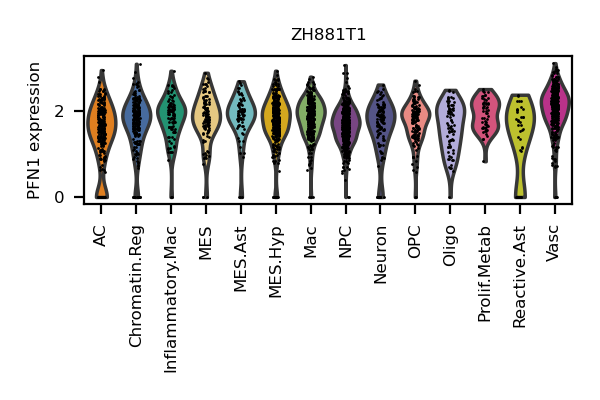 ZH881T1
PFN1 expression
2
0
AC
Chromatin.Reg
Inflammatory.Mac
MES
MES.Ast
MES.Hyp
Mac
NPC
Neuron
OPC
Oligo
Prolif.Metab
Reactive.Ast
Vasc